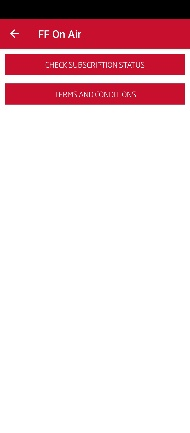 FF On Air
CHECK SUBSCRIPTION STATUS
TERMS AND CONDITIONS